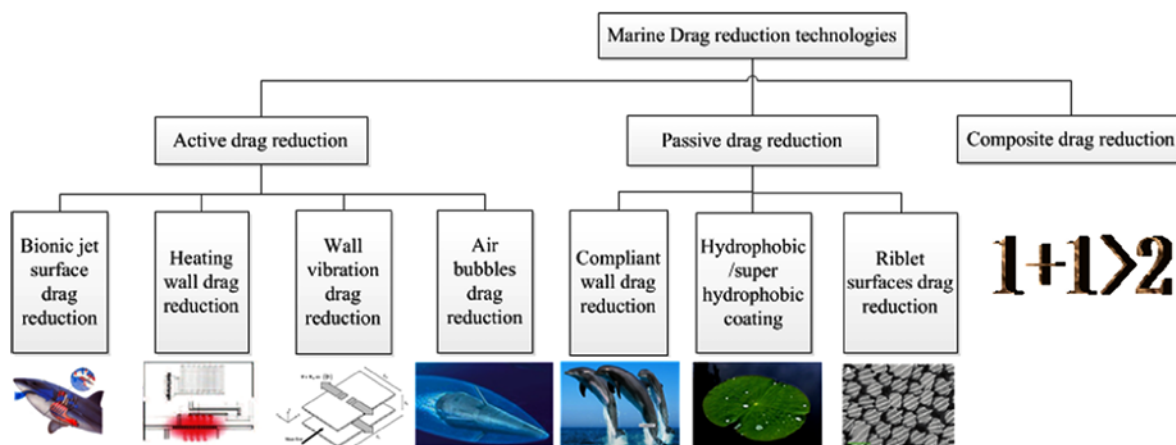 Marine Drag reduction technologies
Active drag reduction
Passive drag reduction
Composite drag reduction
Bionic jet
surface
drag
reduction
Heating
wall drag
reduction
Wall
vibration
drag
reduction
Air
bubbles
drag
reduction
Compliant
wall drag
reduction
Hydrophobic
/super
hydrophobic
coating
Riblet
surfaces drag
reduction
1+1>2